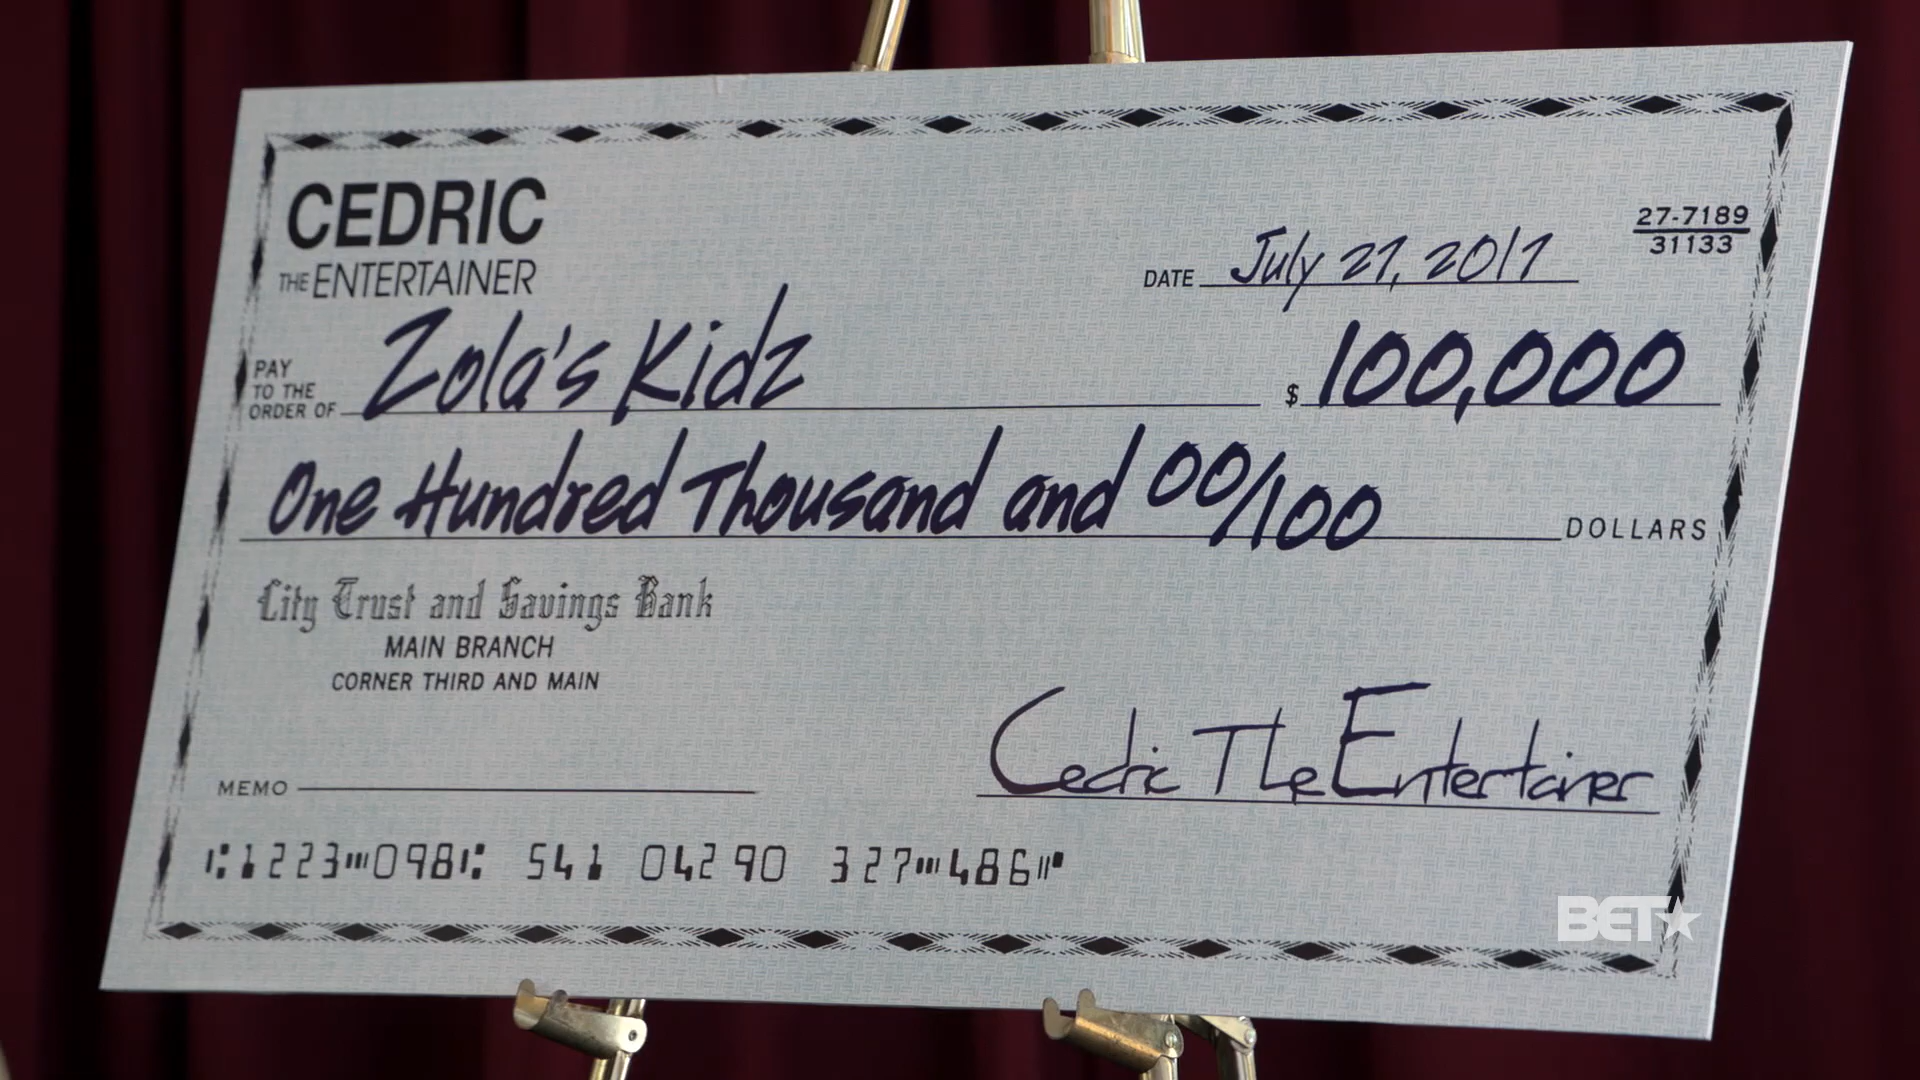 CEDRIC
THE ENTERTAINER
27-7189
31133
DATE July 27, 2017
PAY
TO THE
ORDER OF Zola's Kidz $ 100,000
One Hundred Thousand and 00/100 DOLLARS
City Trust and Savings Bank
MAIN BRANCH
CORNER THIRD AND MAIN
MEMO
Cedric The Entertainer
⑆1223⑉098⑆ 541 04290 327⑉486⑈
BET★